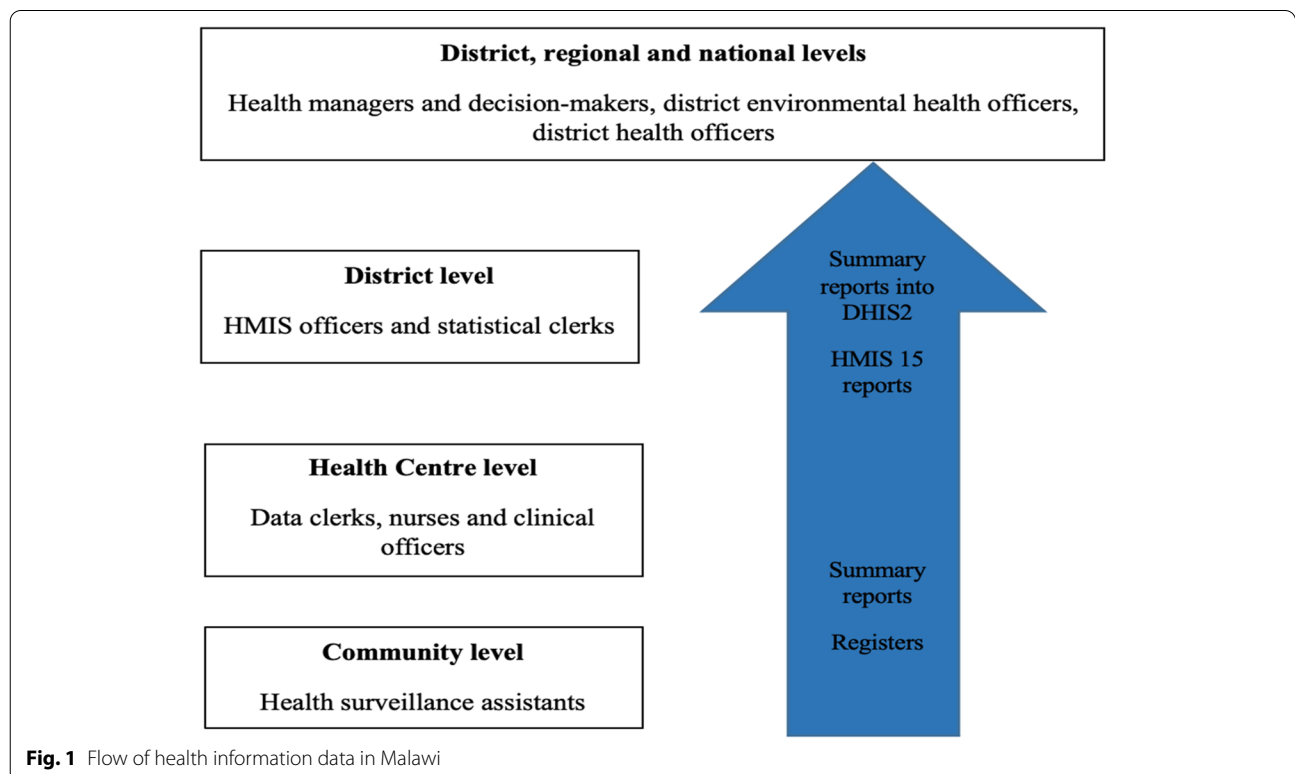 District, regional and national levels
Health managers and decision-makers, district environmental health officers,
district health officers
District level
HMIS officers and statistical clerks
Health Centre level
Data clerks, nurses and clinical
officers
Community level
Health surveillance assistants
Summary
reports into
DHIS2
HMIS 15
reports
Summary
reports
Registers
Fig. 1 Flow of health information data in Malawi